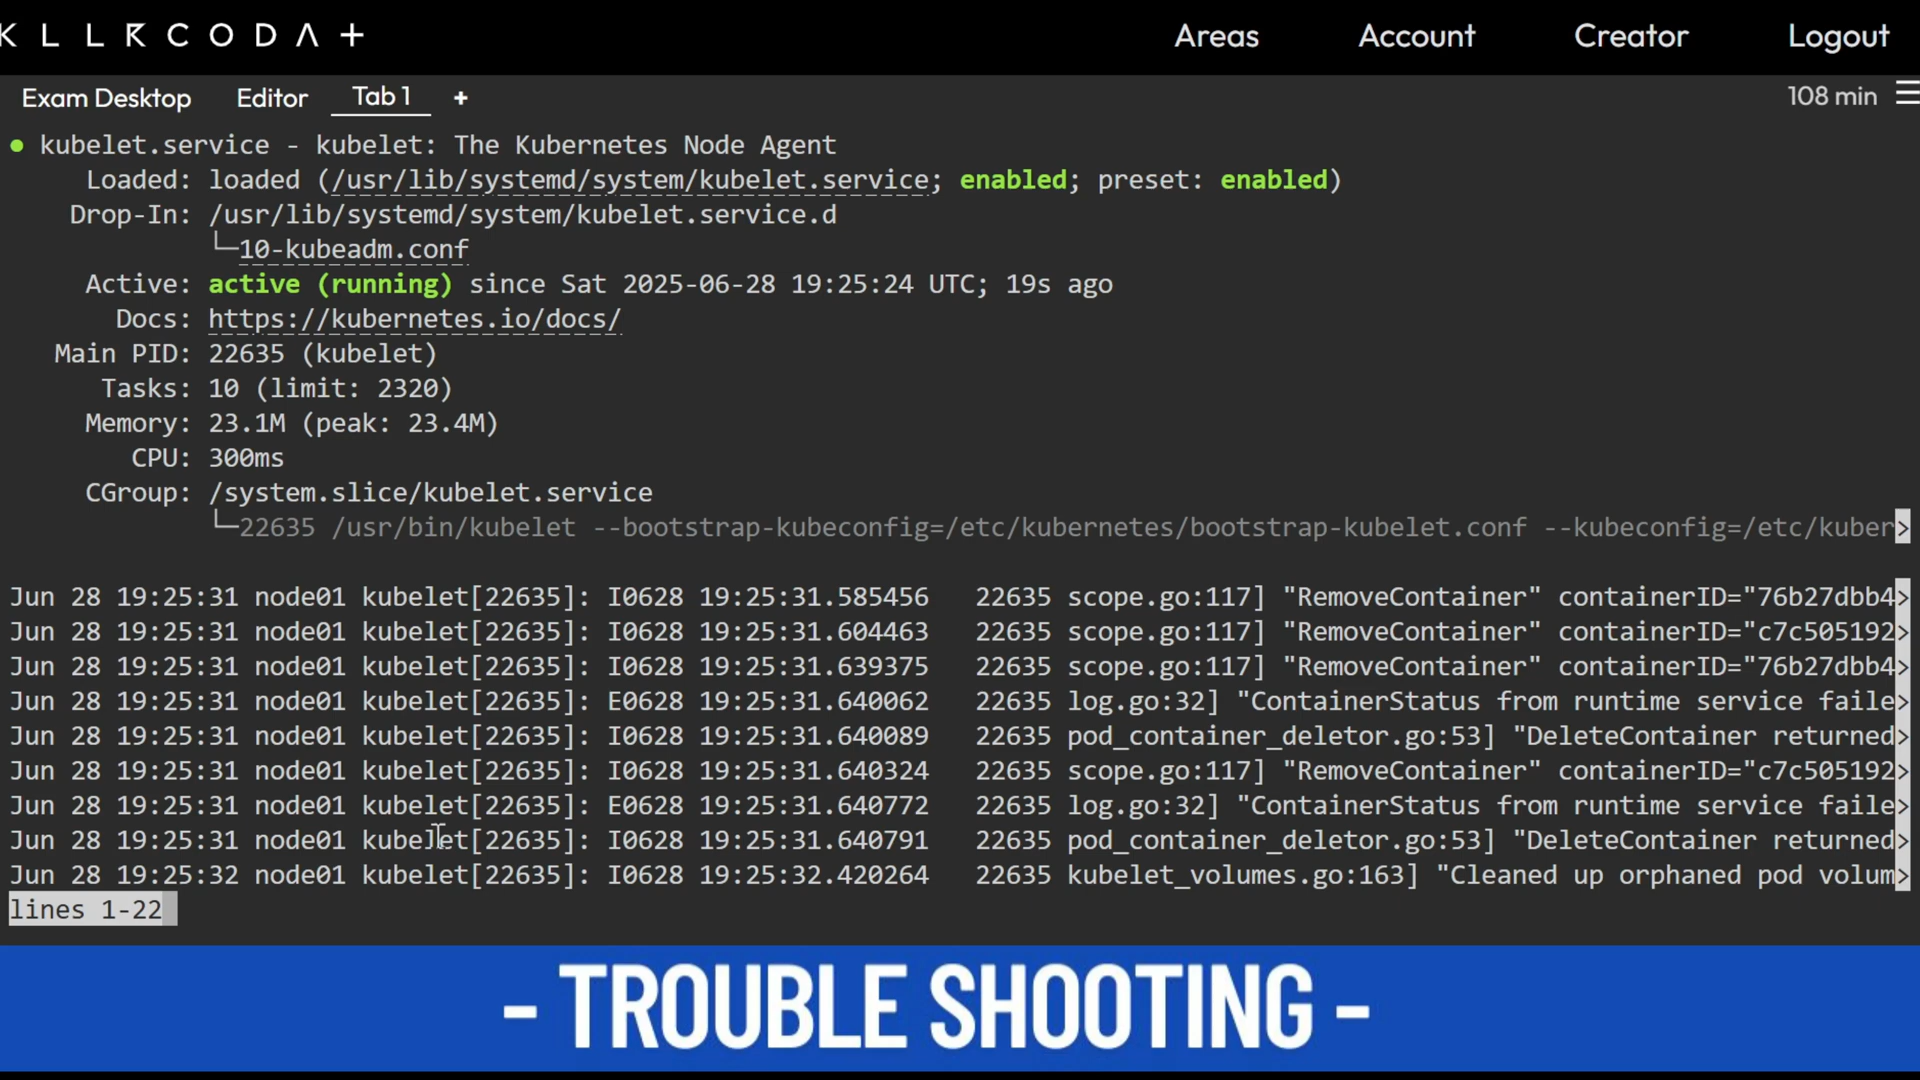 KLLRCODA+
Areas Account Creator Logout
Exam Desktop Editor Tab 1 + 108 min
● kubelet.service - kubelet: The Kubernetes Node Agent
Loaded: loaded (/usr/lib/systemd/system/kubelet.service; enabled; preset: enabled)
Drop-In: /usr/lib/systemd/system/kubelet.service.d
└─10-kubeadm.conf
Active: active (running) since Sat 2025-06-28 19:25:24 UTC; 19s ago
Docs: https://kubernetes.io/docs/
Main PID: 22635 (kubelet)
Tasks: 10 (limit: 2320)
Memory: 23.1M (peak: 23.4M)
CPU: 300ms
CGroup: /system.slice/kubelet.service
└─22635 /usr/bin/kubelet --bootstrap-kubeconfig=/etc/kubernetes/bootstrap-kubelet.conf --kubeconfig=/etc/kuber>
Jun 28 19:25:31 node01 kubelet[22635]: I0628 19:25:31.585456 22635 scope.go:117] "RemoveContainer" containerID="76b27dbb4>
Jun 28 19:25:31 node01 kubelet[22635]: I0628 19:25:31.604463 22635 scope.go:117] "RemoveContainer" containerID="c7c505192>
Jun 28 19:25:31 node01 kubelet[22635]: I0628 19:25:31.639375 22635 scope.go:117] "RemoveContainer" containerID="76b27dbb4>
Jun 28 19:25:31 node01 kubelet[22635]: E0628 19:25:31.640062 22635 log.go:32] "ContainerStatus from runtime service faile>
Jun 28 19:25:31 node01 kubelet[22635]: I0628 19:25:31.640089 22635 pod_container_deletor.go:53] "DeleteContainer returned>
Jun 28 19:25:31 node01 kubelet[22635]: I0628 19:25:31.640324 22635 scope.go:117] "RemoveContainer" containerID="c7c505192>
Jun 28 19:25:31 node01 kubelet[22635]: E0628 19:25:31.640772 22635 log.go:32] "ContainerStatus from runtime service faile>
Jun 28 19:25:31 node01 kubelet[22635]: I0628 19:25:31.640791 22635 pod_container_deletor.go:53] "DeleteContainer returned>
Jun 28 19:25:32 node01 kubelet[22635]: I0628 19:25:32.420264 22635 kubelet_volumes.go:163] "Cleaned up orphaned pod volum>
lines 1-22
- TROUBLE SHOOTING -